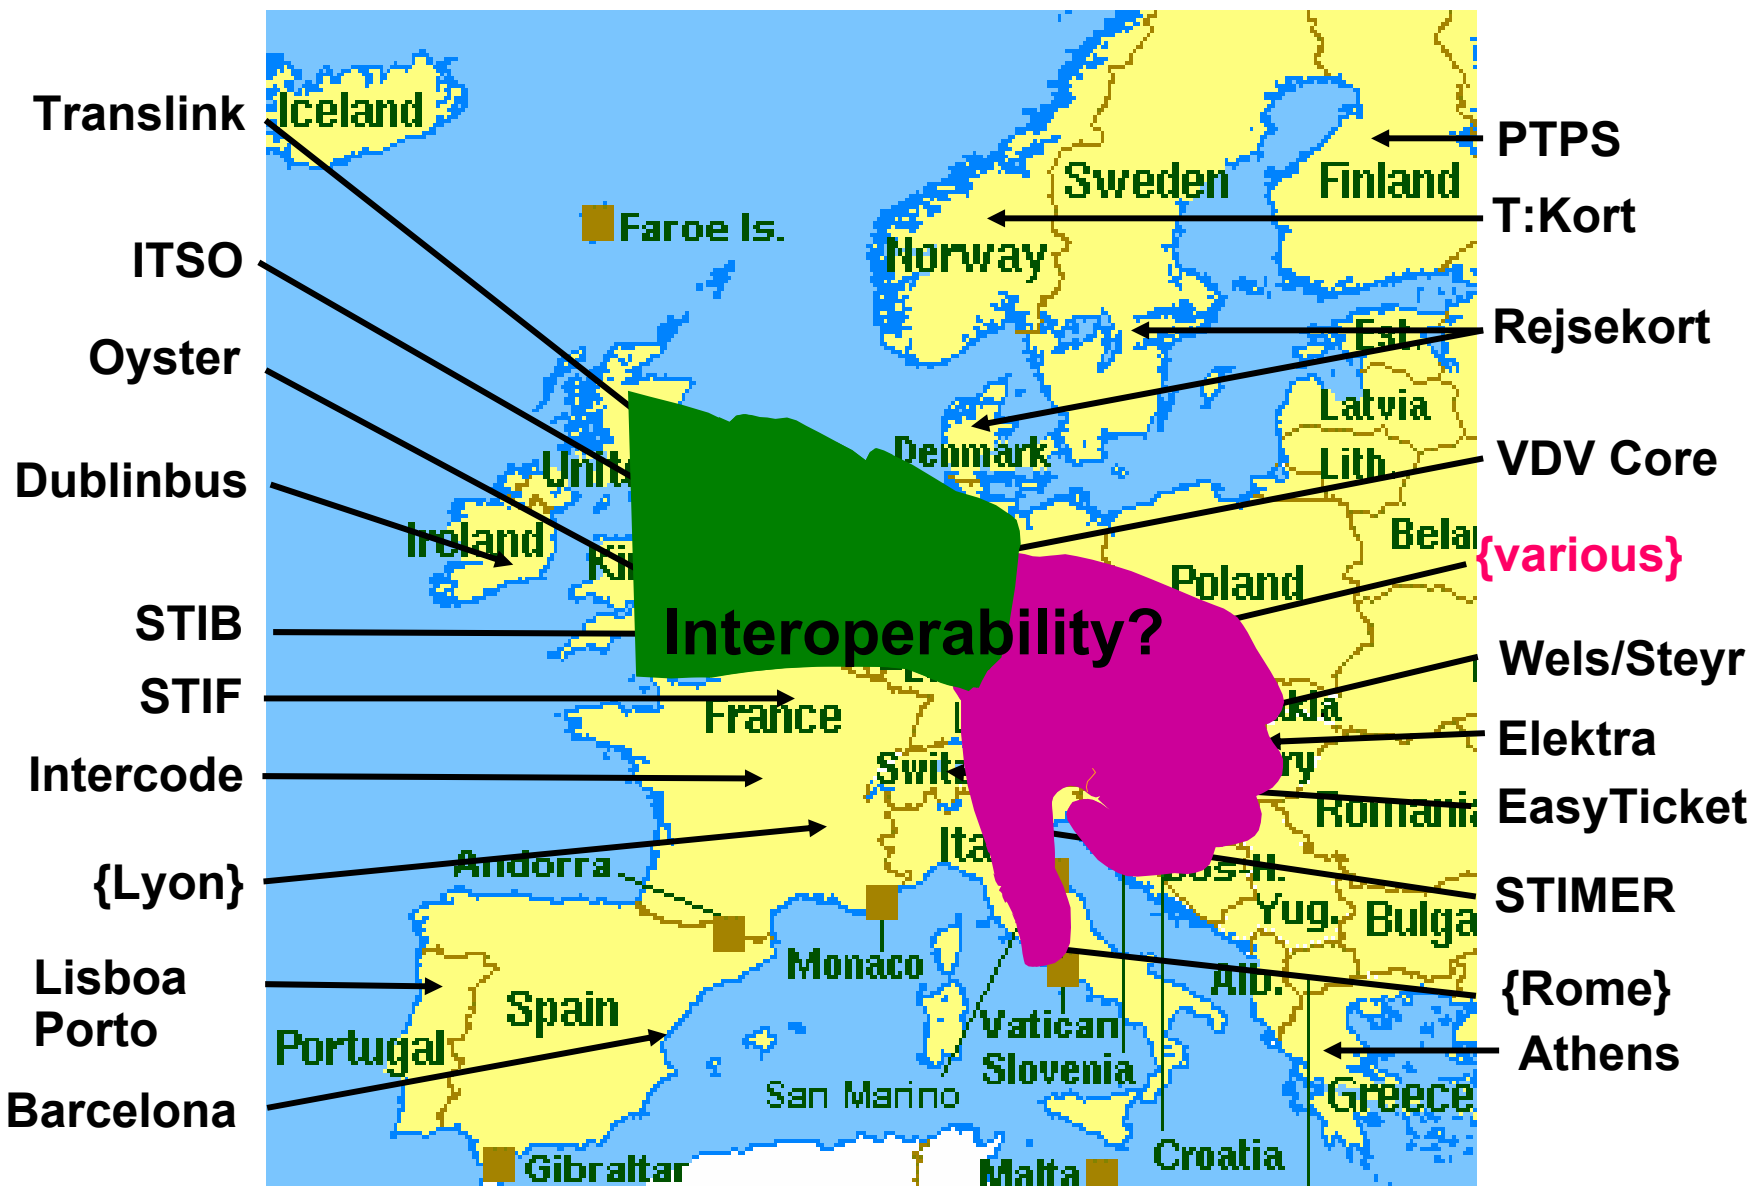 Translink
ITSO
Oyster
Dublinbus
STIB
STIF
Intercode
{Lyon}
Lisboa
Porto
Barcelona
Iceland
Faroe Is.
Norway
Sweden
Finland
Est.
Latvia
Lith.
Denmark
Ireland
Poland
Interoperability?
France
Andorra
Monaco
Spain
Portugal
Gibraltar
San Marino
Vatican
Slovenia
Croatia
Malta
Yug.
Alb.
Greece
PTPS
T:Kort
Rejsekort
VDV Core
{various}
Wels/Steyr
Elektra
EasyTicket
STIMER
{Rome}
Athens